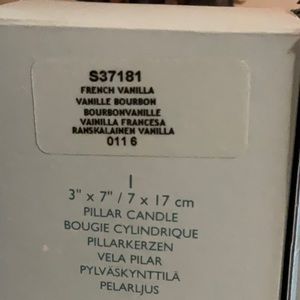 S37181
FRENCH VANILLA
VANILLE BOURBON
BOURBONVANILLE
VAINILLA FRANCESA
RANSKALAINEN VANILLA
011 6
1
3" x 7" / 7 x 17 cm
PILLAR CANDLE
BOUGIE CYLINDRIQUE
PILLARKERZEN
VELA PILAR
PYLVÄSKYNTTILÄ
PELARLJUS